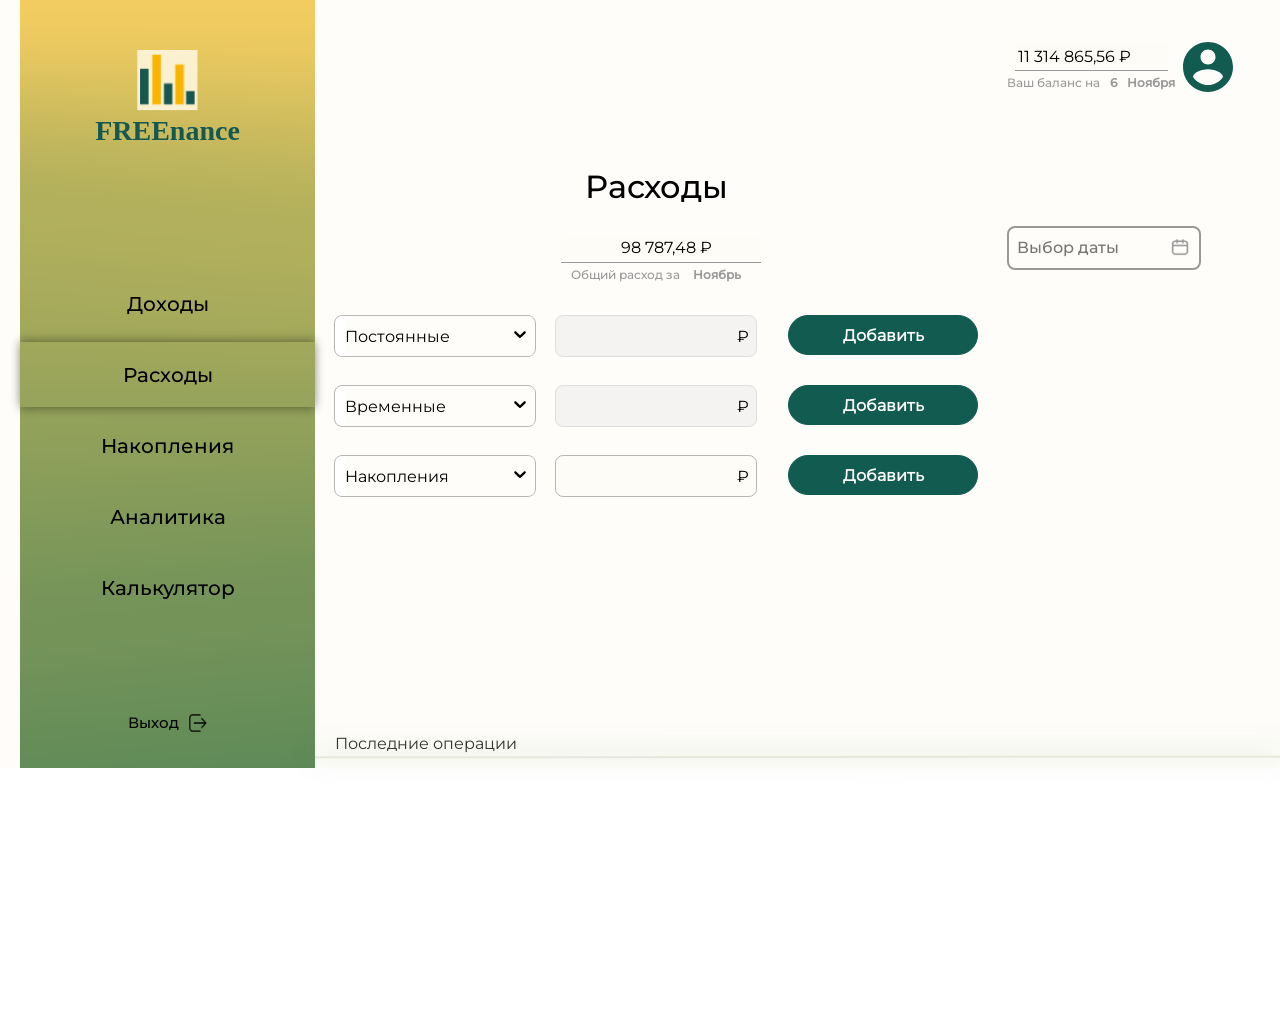 FREEnance
Доходы
Расходы
Накопления
Аналитика
Калькулятор
Выход
11 314 865,56 ₽
Ваш баланс на 6 Ноября
Расходы
98 787,48 ₽
Общий расход за Ноябрь
Выбор даты
Постоянные ₽ Добавить
Временные ₽ Добавить
Накопления ₽ Добавить
Последние операции